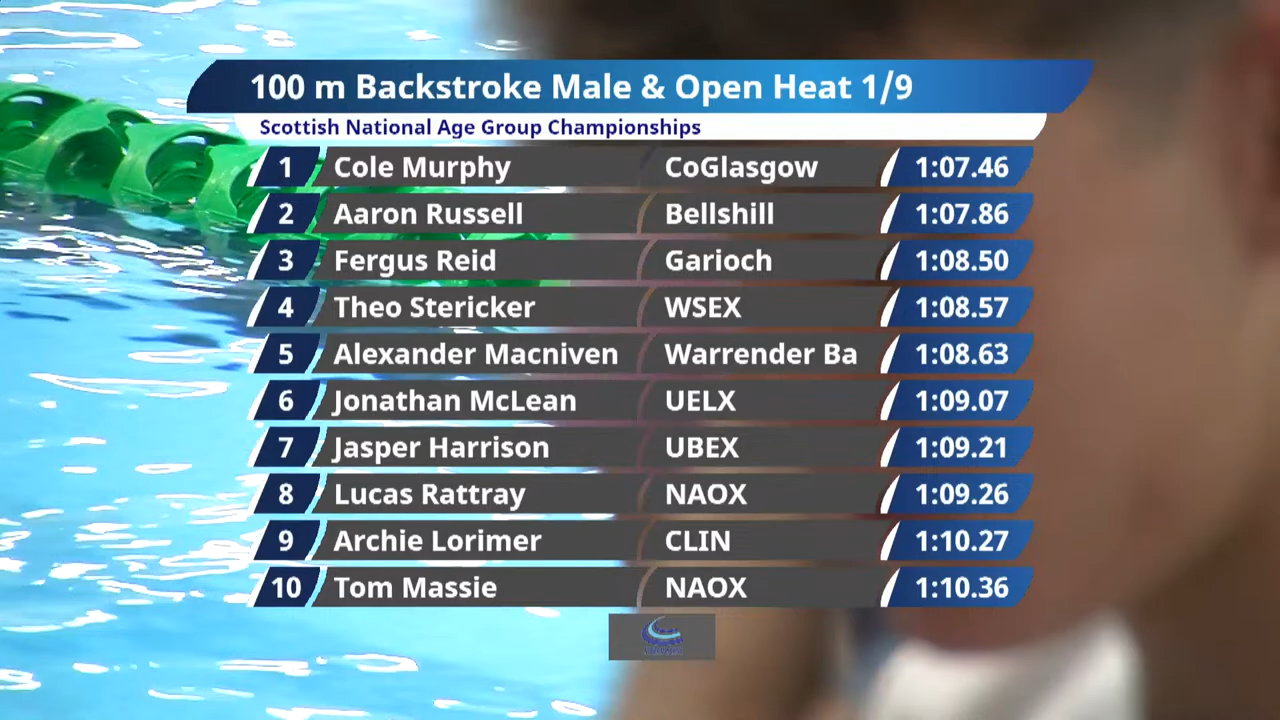 100 m Backstroke Male & Open Heat 1/9
Scottish National Age Group Championships
1 Cole Murphy CoGlasgow 1:07.46
2 Aaron Russell Bellshill 1:07.86
3 Fergus Reid Garioch 1:08.50
4 Theo Stericker WSEX 1:08.57
5 Alexander Macniven Warrender Ba 1:08.63
6 Jonathan McLean UELX 1:09.07
7 Jasper Harrison UBEX 1:09.21
8 Lucas Rattray NAOX 1:09.26
9 Archie Lorimer CLIN 1:10.27
10 Tom Massie NAOX 1:10.36